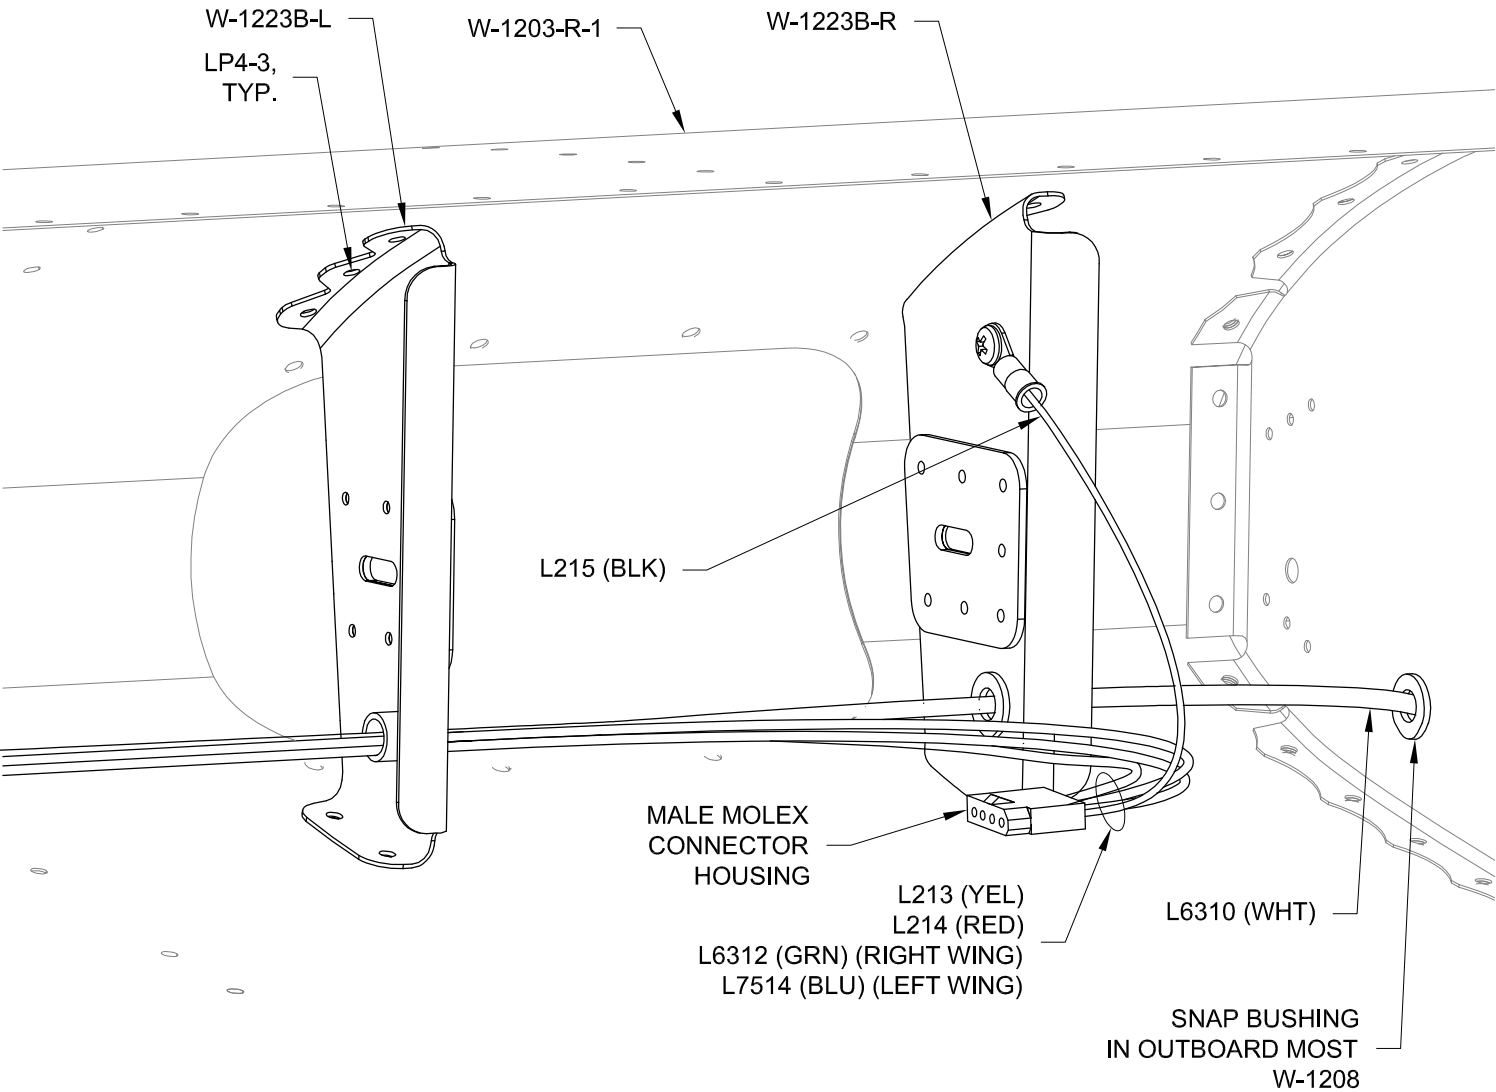 W-1223B-L
W-1203-R-1
W-1223B-R
LP4-3,
TYP.
L215 (BLK)
MALE MOLEX
CONNECTOR
HOUSING
L213 (YEL)
L214 (RED)
L6312 (GRN) (RIGHT WING)
L7514 (BLU) (LEFT WING)
L6310 (WHT)
SNAP BUSHING
IN OUTBOARD MOST
W-1208